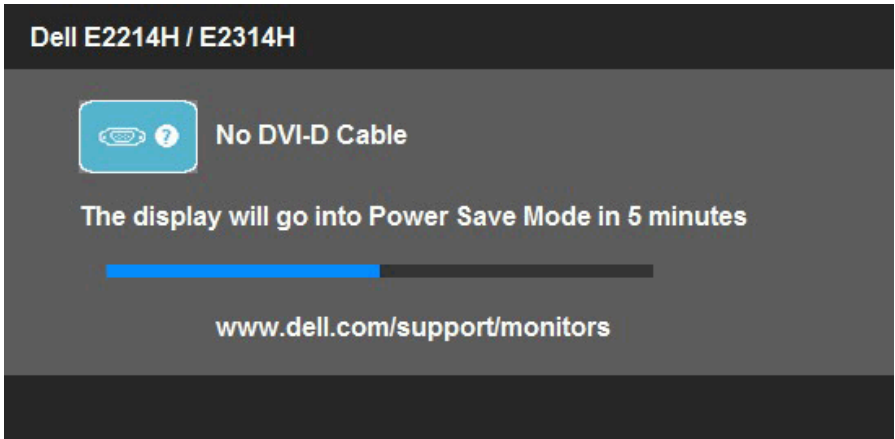 Dell E2214H / E2314H
No DVI-D Cable
The display will go into Power Save Mode in 5 minutes
www.dell.com/support/monitors